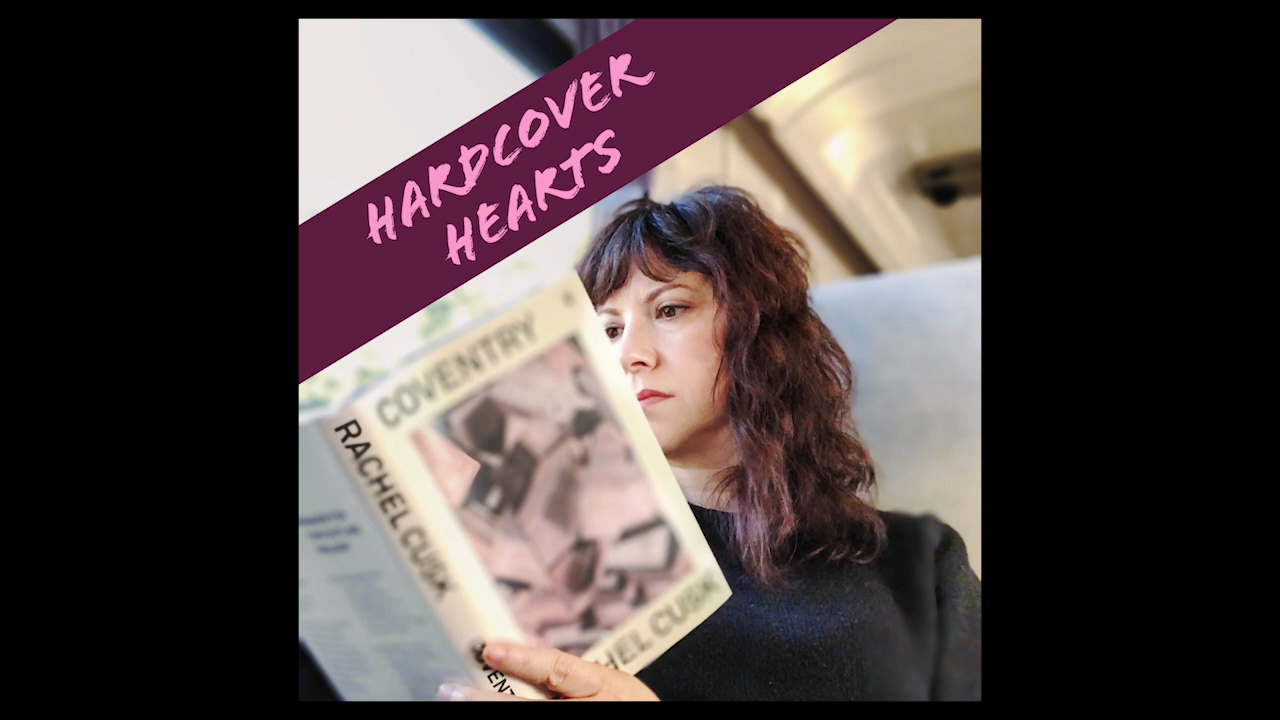 HARDCOVER
HEARTS
COVENTRY
RACHEL CUSK
HEL CUSK